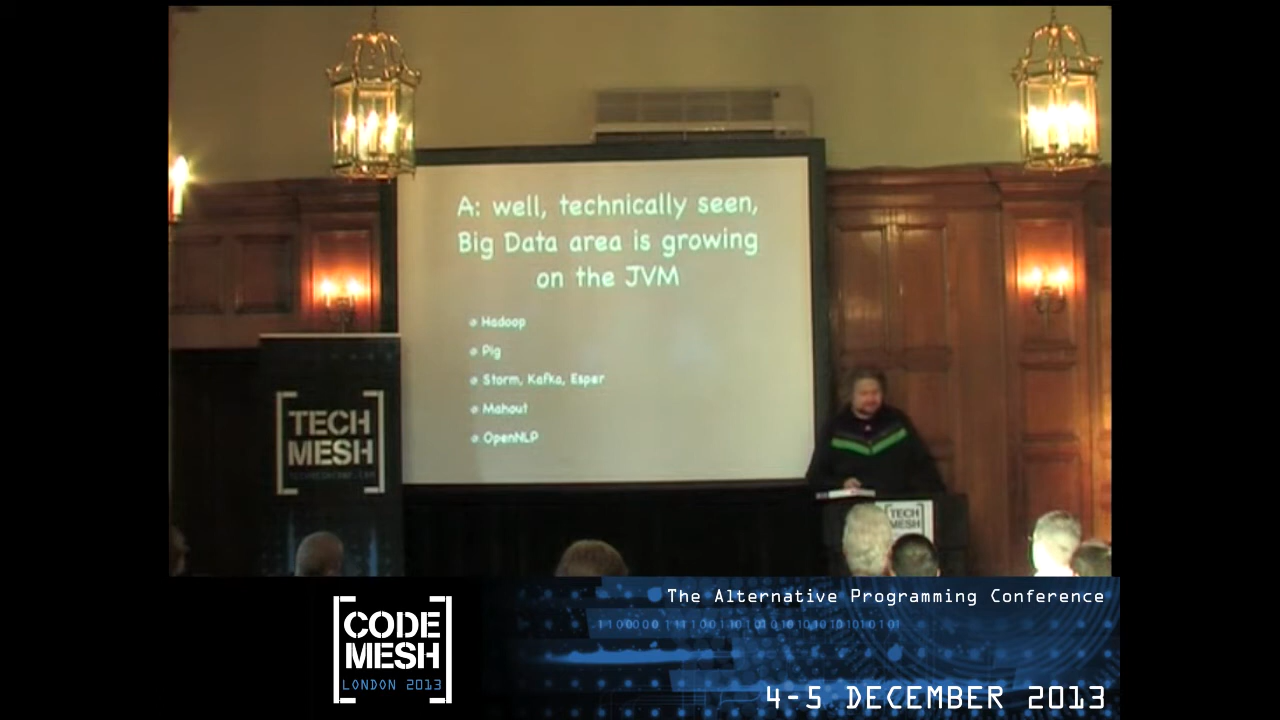 A: well, technically seen,
Big Data area is growing
on the JVM
Hadoop
Pig
Storm, Kafka, Esper
Mahout
OpenNLP
TECH
MESH
TECH
MESH
CODE
MESH
LONDON 2013
The Alternative Programming Conference
4-5 DECEMBER 2013